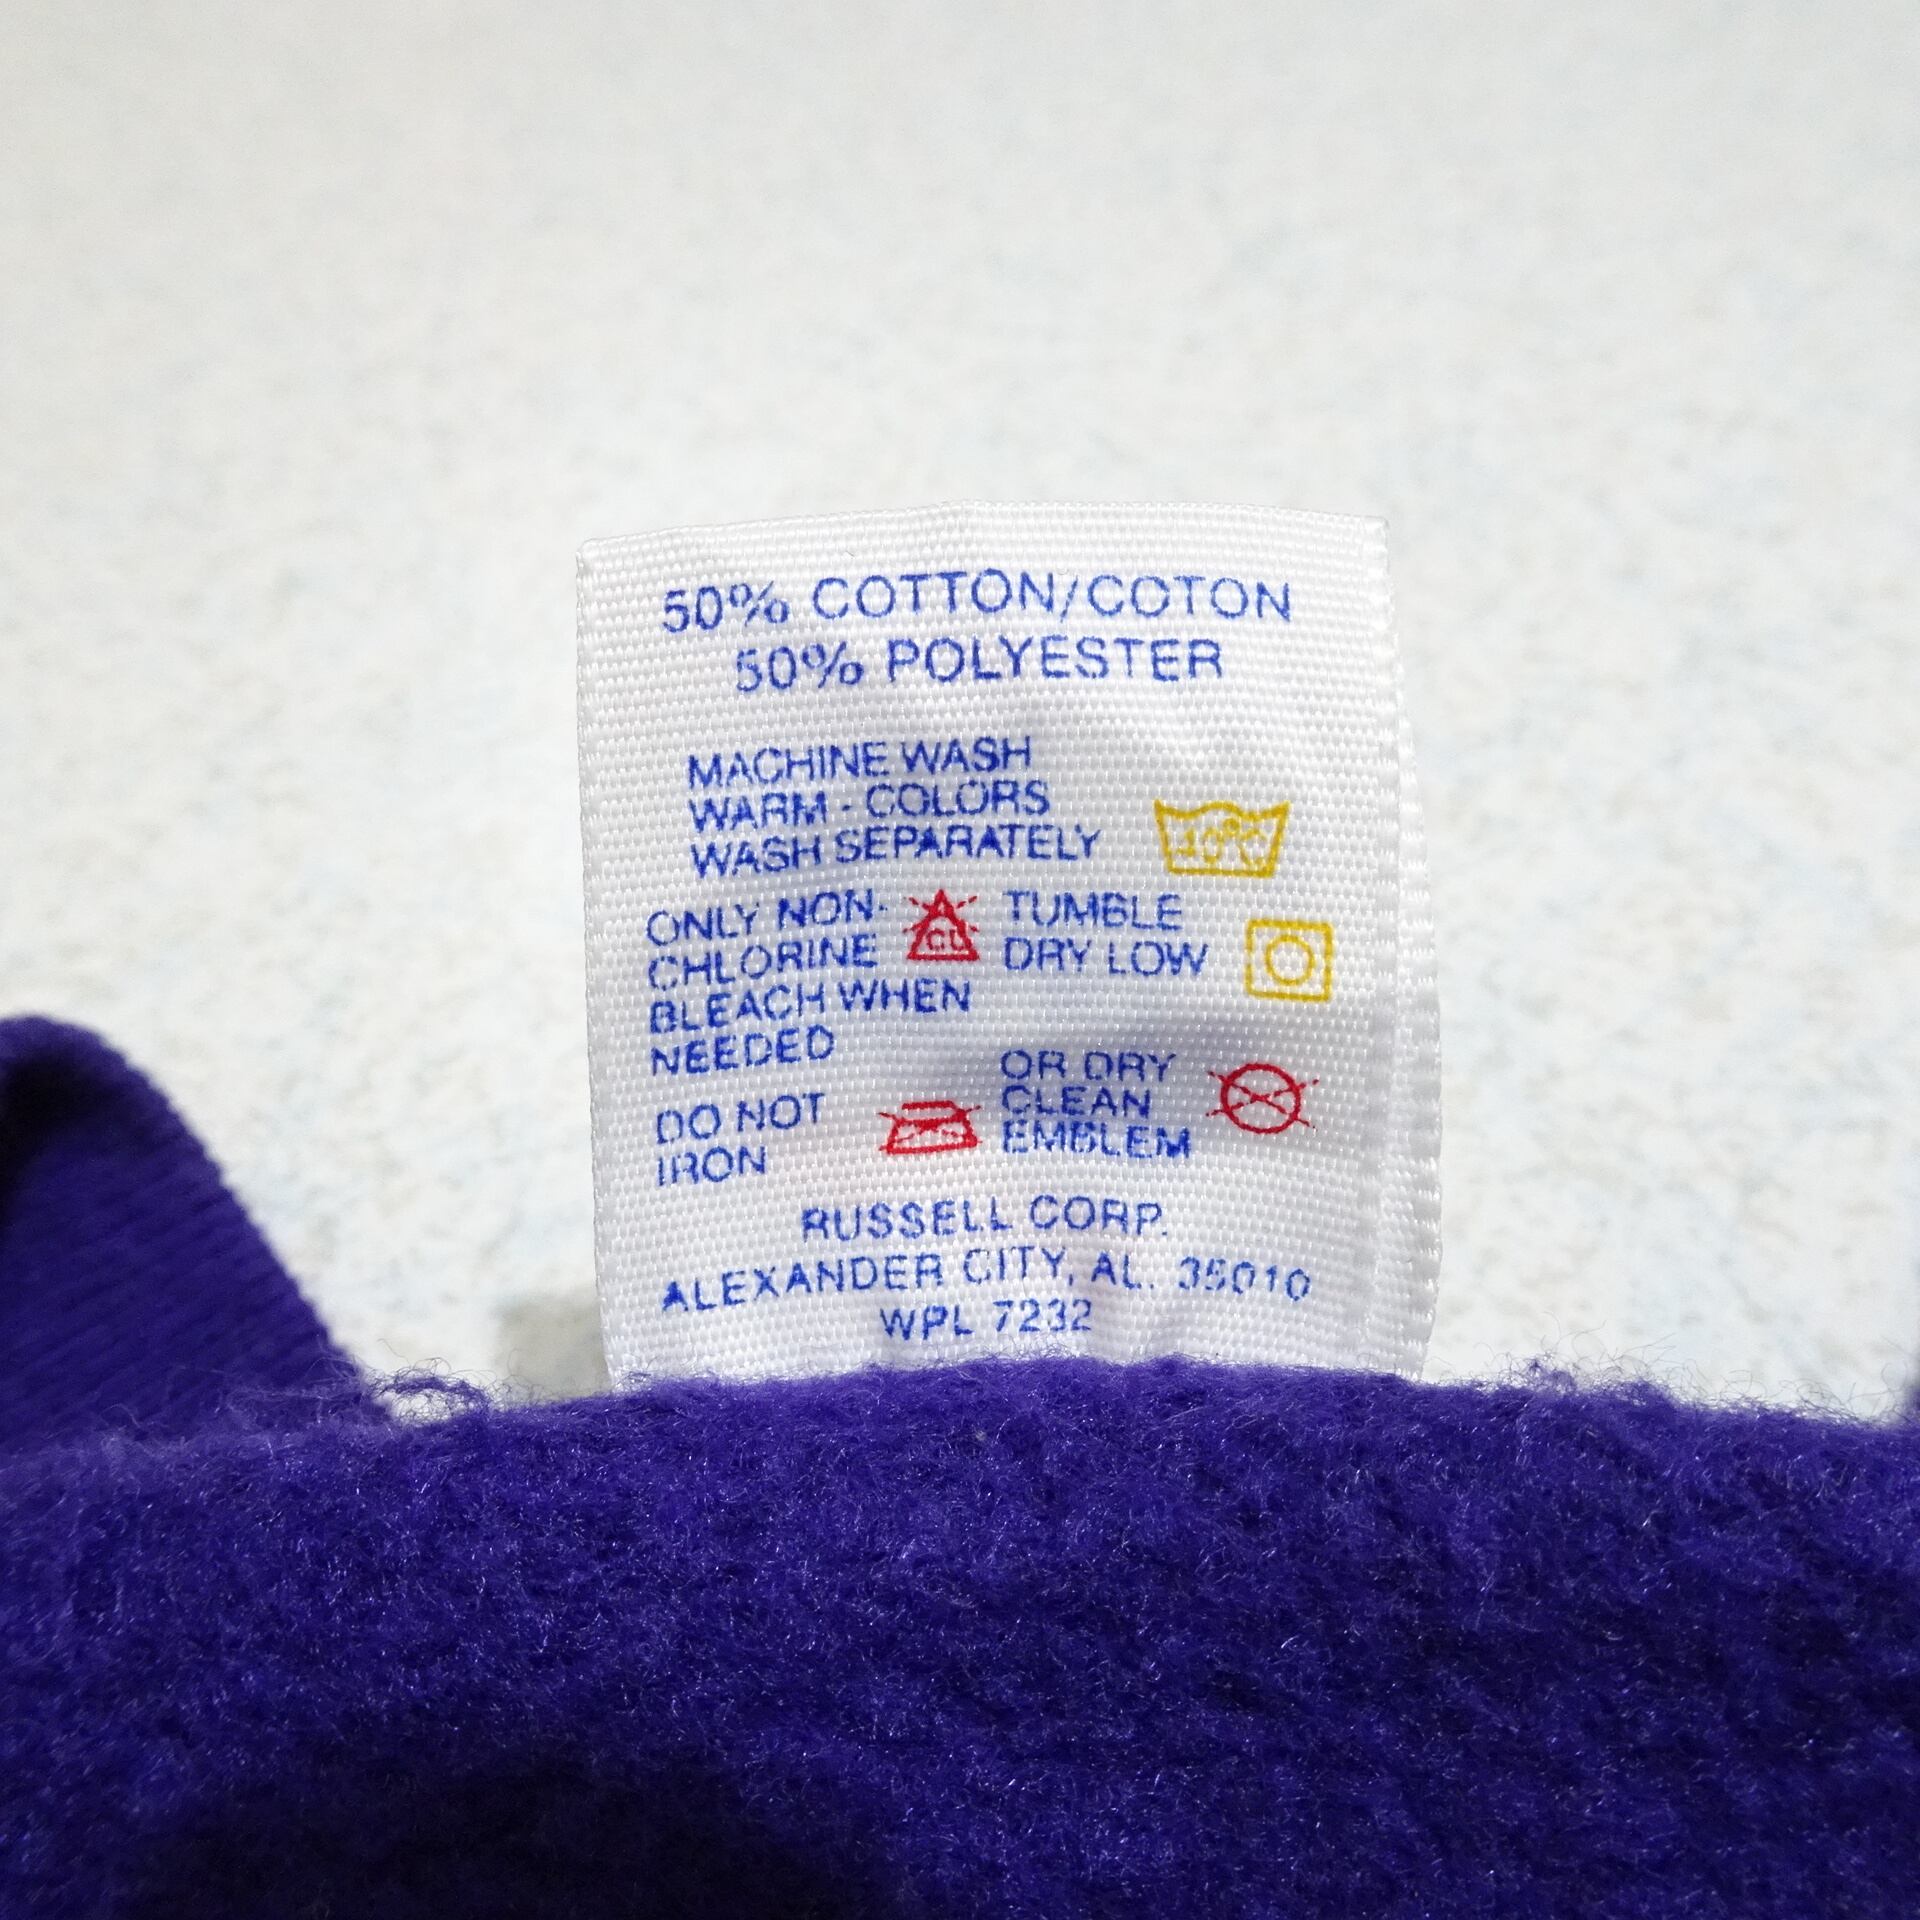 50% COTTON/COTON
50% POLYESTER
MACHINE WASH
WARM - COLORS
WASH SEPARATELY
40°C
ONLY NON-
CHLORINE
BLEACH WHEN
NEEDED
CL
TUMBLE
DRY LOW
DO NOT
IRON
OR DRY
CLEAN
EMBLEM
RUSSELL CORP.
ALEXANDER CITY, AL. 35010
WPL 7232